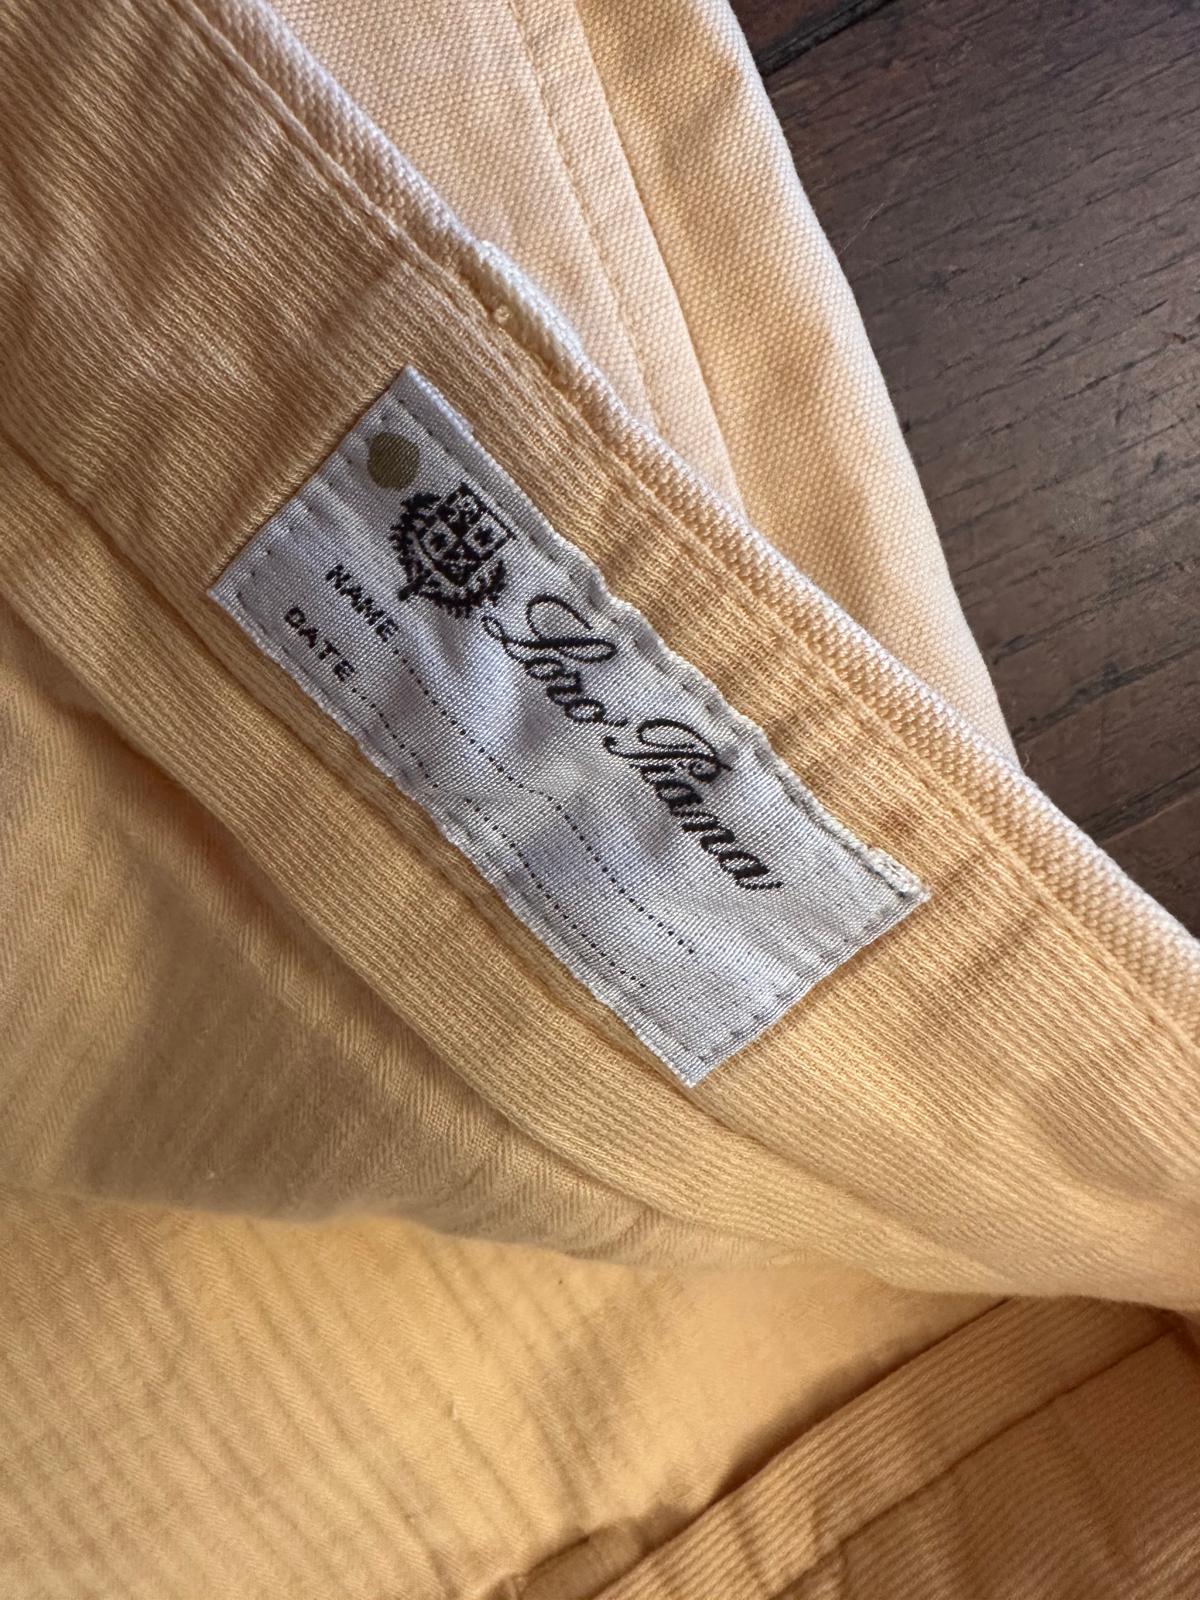 Loro Piana
NAME....................
DATE....................